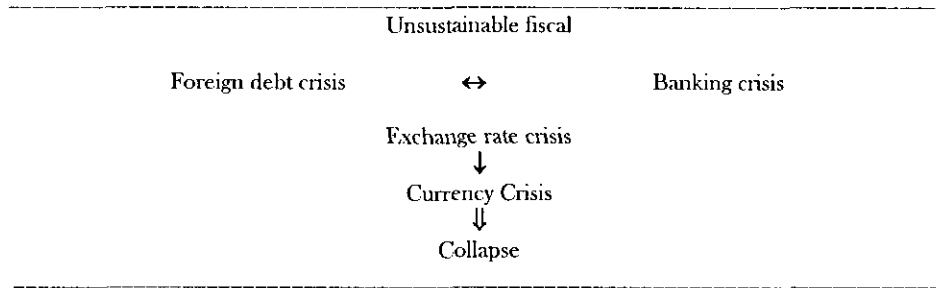 Unsustainable fiscal
Foreign debt crisis ↔ Banking crisis
Exchange rate crisis
↓
Currency Crisis
⇓
Collapse